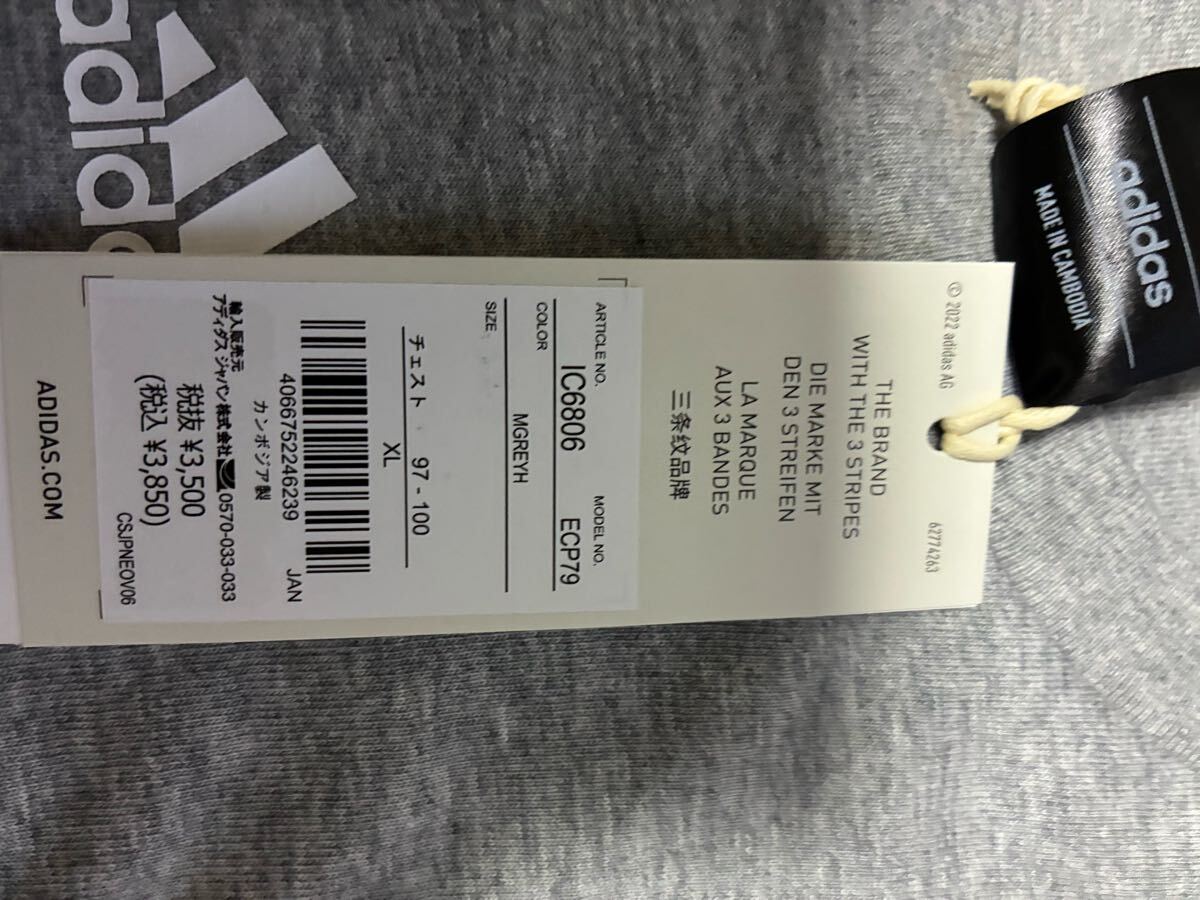 adidas
MADE IN CAMBODIA
© 2022 adidas AG
62774263
THE BRAND
WITH THE 3 STRIPES
DIE MARKE MIT
DEN 3 STREIFEN
LA MARQUE
AUX 3 BANDES
三条纹品牌
ARTICLE NO. MODEL NO.
IC6806 ECP79
COLOR
MGREYH
SIZE
チェスト 97 - 100
XL
JAN
4066752246239
カンボジア製
輸入販売元
アディダス ジャパン 株式会社 0570-033-033
税抜 ¥3,500
(税込 ¥3,850)
CSJPNEOV06
ADIDAS.COM
adid